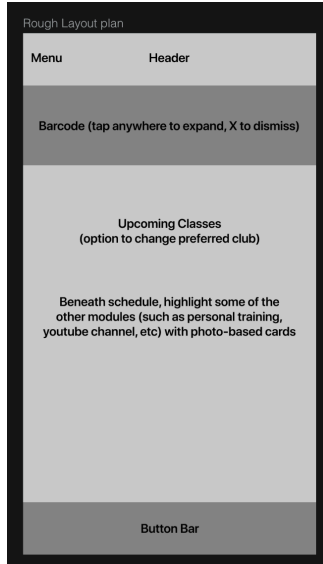 Rough Layout plan
Menu
Header
Barcode (tap anywhere to expand, X to dismiss)
Upcoming Classes
(option to change preferred club)
Beneath schedule, highlight some of the
other modules (such as personal training,
youtube channel, etc) with photo-based cards
Button Bar